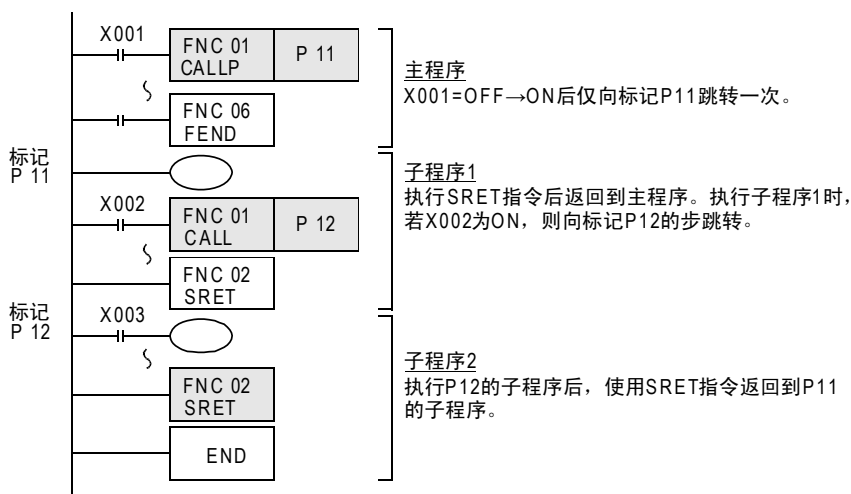 X001
FNC 01
CALLP
P 11
主程序
X001=OFF→ON后仅向标记P11跳转一次。
FNC 06
FEND
标记
P 11
子程序1
执行SRET指令后返回到主程序。执行子程序1时，
若X002为ON，则向标记P12的步跳转。
X002
FNC 01
CALL
P 12
FNC 02
SRET
标记
P 12
X003
子程序2
执行P12的子程序后，使用SRET指令返回到P11
的子程序。
FNC 02
SRET
END